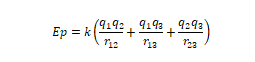 Ep = k(q₁q₂/r₁₂ + q₁q₃/r₁₃ + q₂q₃/r₂₃)